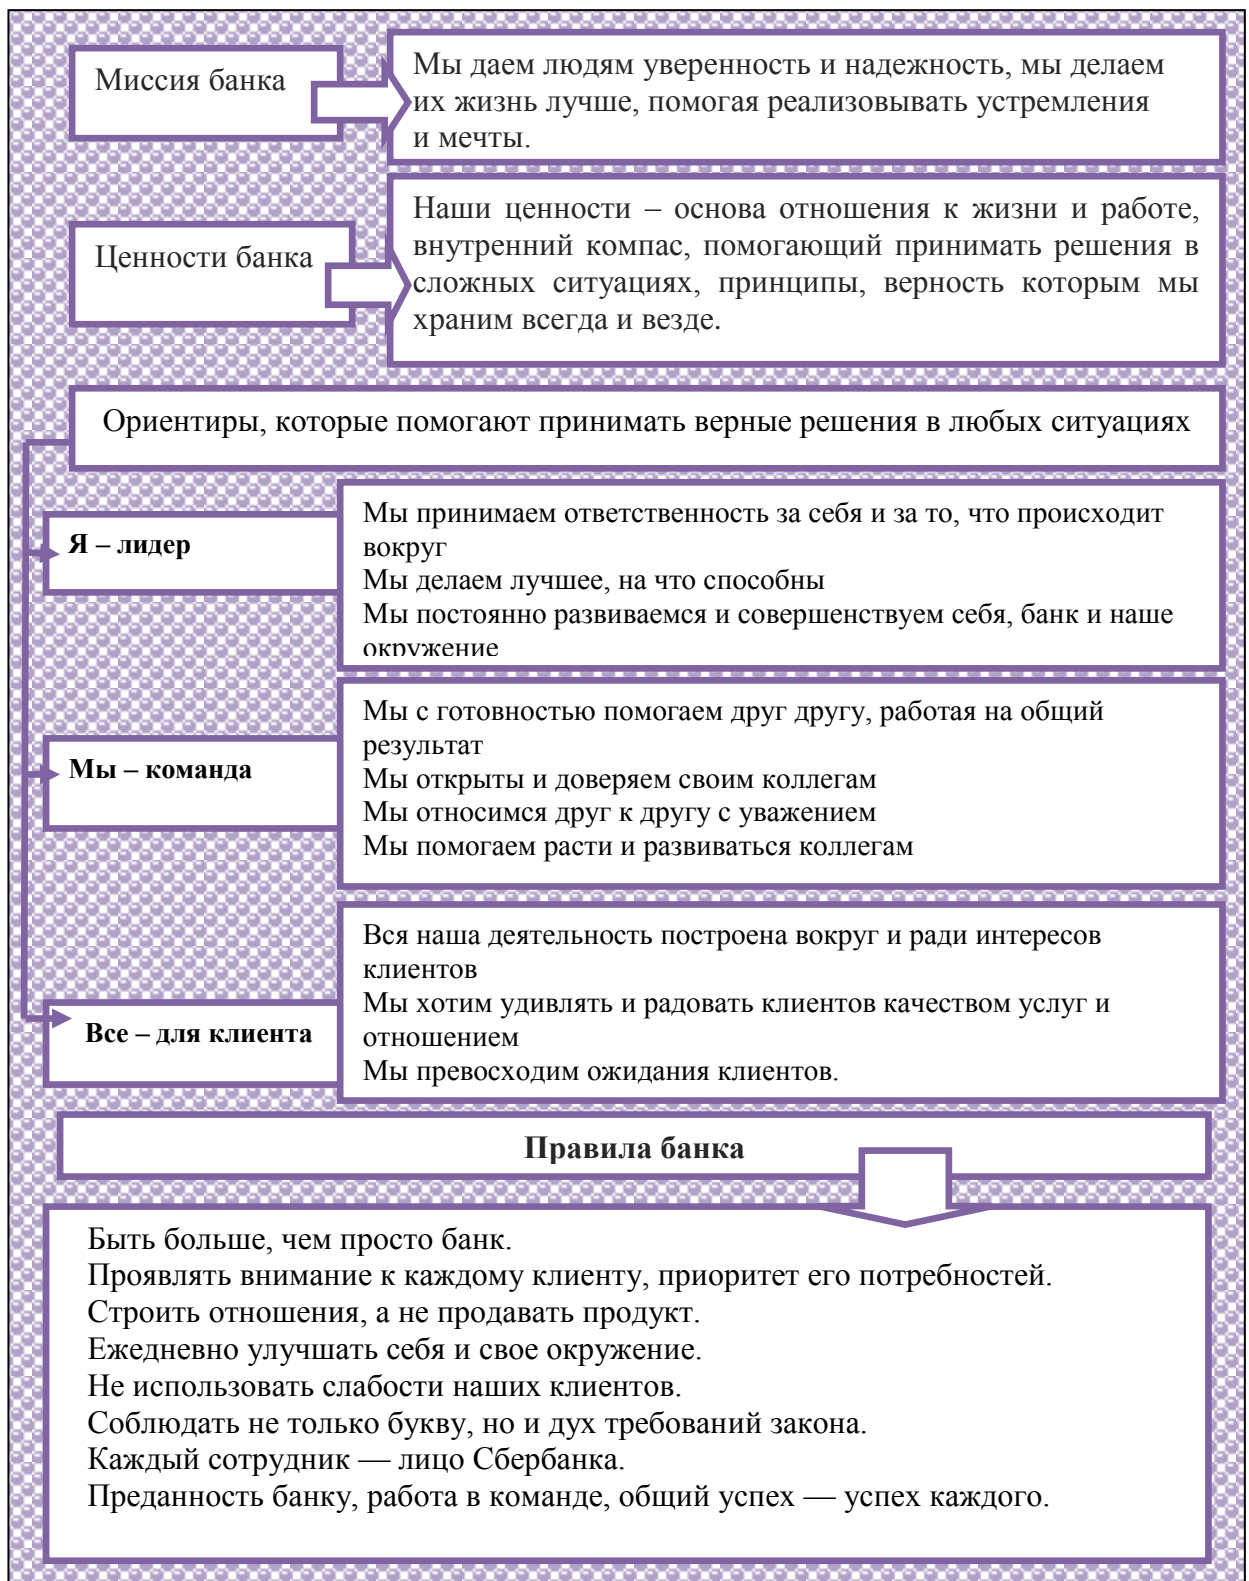 Миссия банка
Мы даем людям уверенность и надежность, мы делаем
их жизнь лучше, помогая реализовывать устремления
и мечты.
Ценности банка
Наши ценности – основа отношения к жизни и работе,
внутренний компас, помогающий принимать решения в
сложных ситуациях, принципы, верность которым мы
храним всегда и везде.
Ориентиры, которые помогают принимать верные решения в любых ситуациях
Я – лидер
Мы принимаем ответственность за себя и за то, что происходит
вокруг
Мы делаем лучшее, на что способны
Мы постоянно развиваемся и совершенствуем себя, банк и наше
окружение
Мы – команда
Мы с готовностью помогаем друг другу, работая на общий
результат
Мы открыты и доверяем своим коллегам
Мы относимся друг к другу с уважением
Мы помогаем расти и развиваться коллегам
Все – для клиента
Вся наша деятельность построена вокруг и ради интересов
клиентов
Мы хотим удивлять и радовать клиентов качеством услуг и
отношением
Мы превосходим ожидания клиентов.
Правила банка
Быть больше, чем просто банк.
Проявлять внимание к каждому клиенту, приоритет его потребностей.
Строить отношения, а не продавать продукт.
Ежедневно улучшать себя и свое окружение.
Не использовать слабости наших клиентов.
Соблюдать не только букву, но и дух требований закона.
Каждый сотрудник — лицо Сбербанка.
Преданность банку, работа в команде, общий успех — успех каждого.